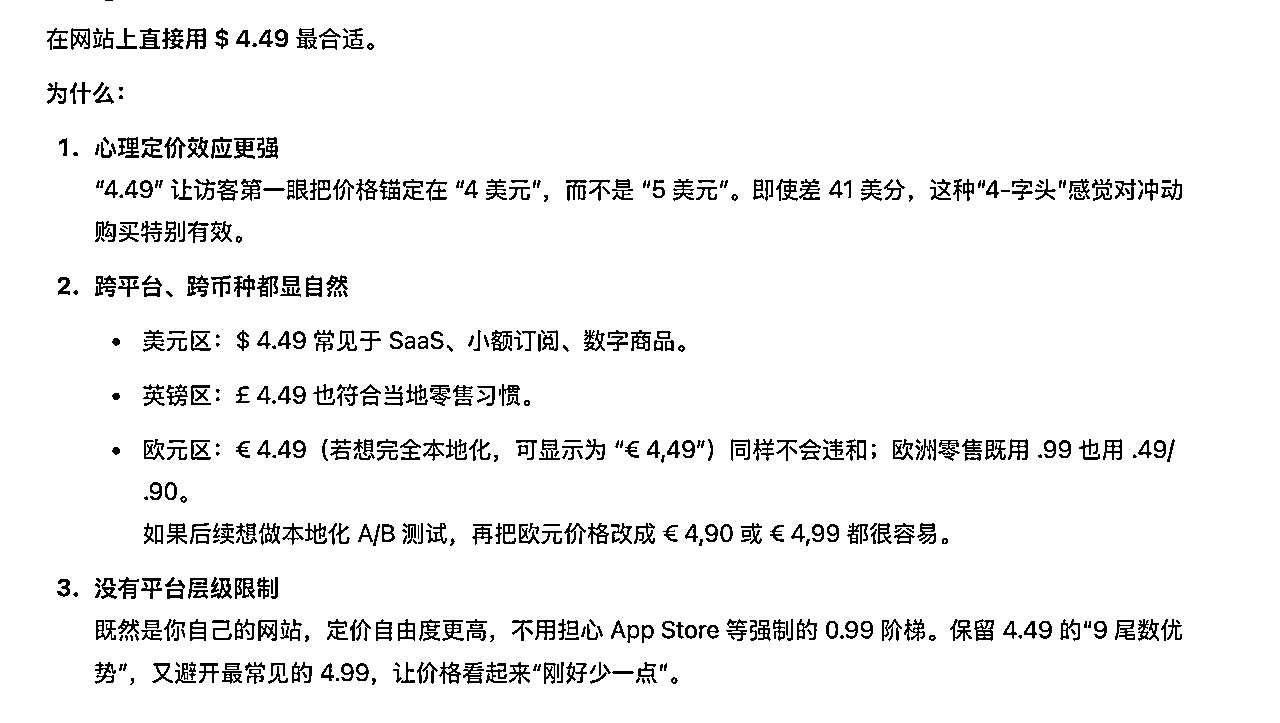 在网站上直接用 $ 4.49 最合适。
为什么：
1. 心理定价效应更强
“4.49” 让访客第一眼把价格锚定在 “4 美元”，而不是 “5 美元”。即使差 41 美分，这种“4-字头”感觉对冲动
购买特别有效。
2. 跨平台、跨币种都显自然
• 美元区：$ 4.49 常见于 SaaS、小额订阅、数字商品。
• 英镑区：£ 4.49 也符合当地零售习惯。
• 欧元区：€ 4.49（若想完全本地化，可显示为 “€ 4,49”）同样不会违和；欧洲零售既用 .99 也用 .49/
.90。
如果后续想做本地化 A/B 测试，再把欧元价格改成 € 4,90 或 € 4,99 都很容易。
3. 没有平台层级限制
既然是你自己的网站，定价自由度更高，不用担心 App Store 等强制的 0.99 阶梯。保留 4.49 的“9 尾数优
势”，又避开最常见的 4.99，让价格看起来“刚好少一点”。